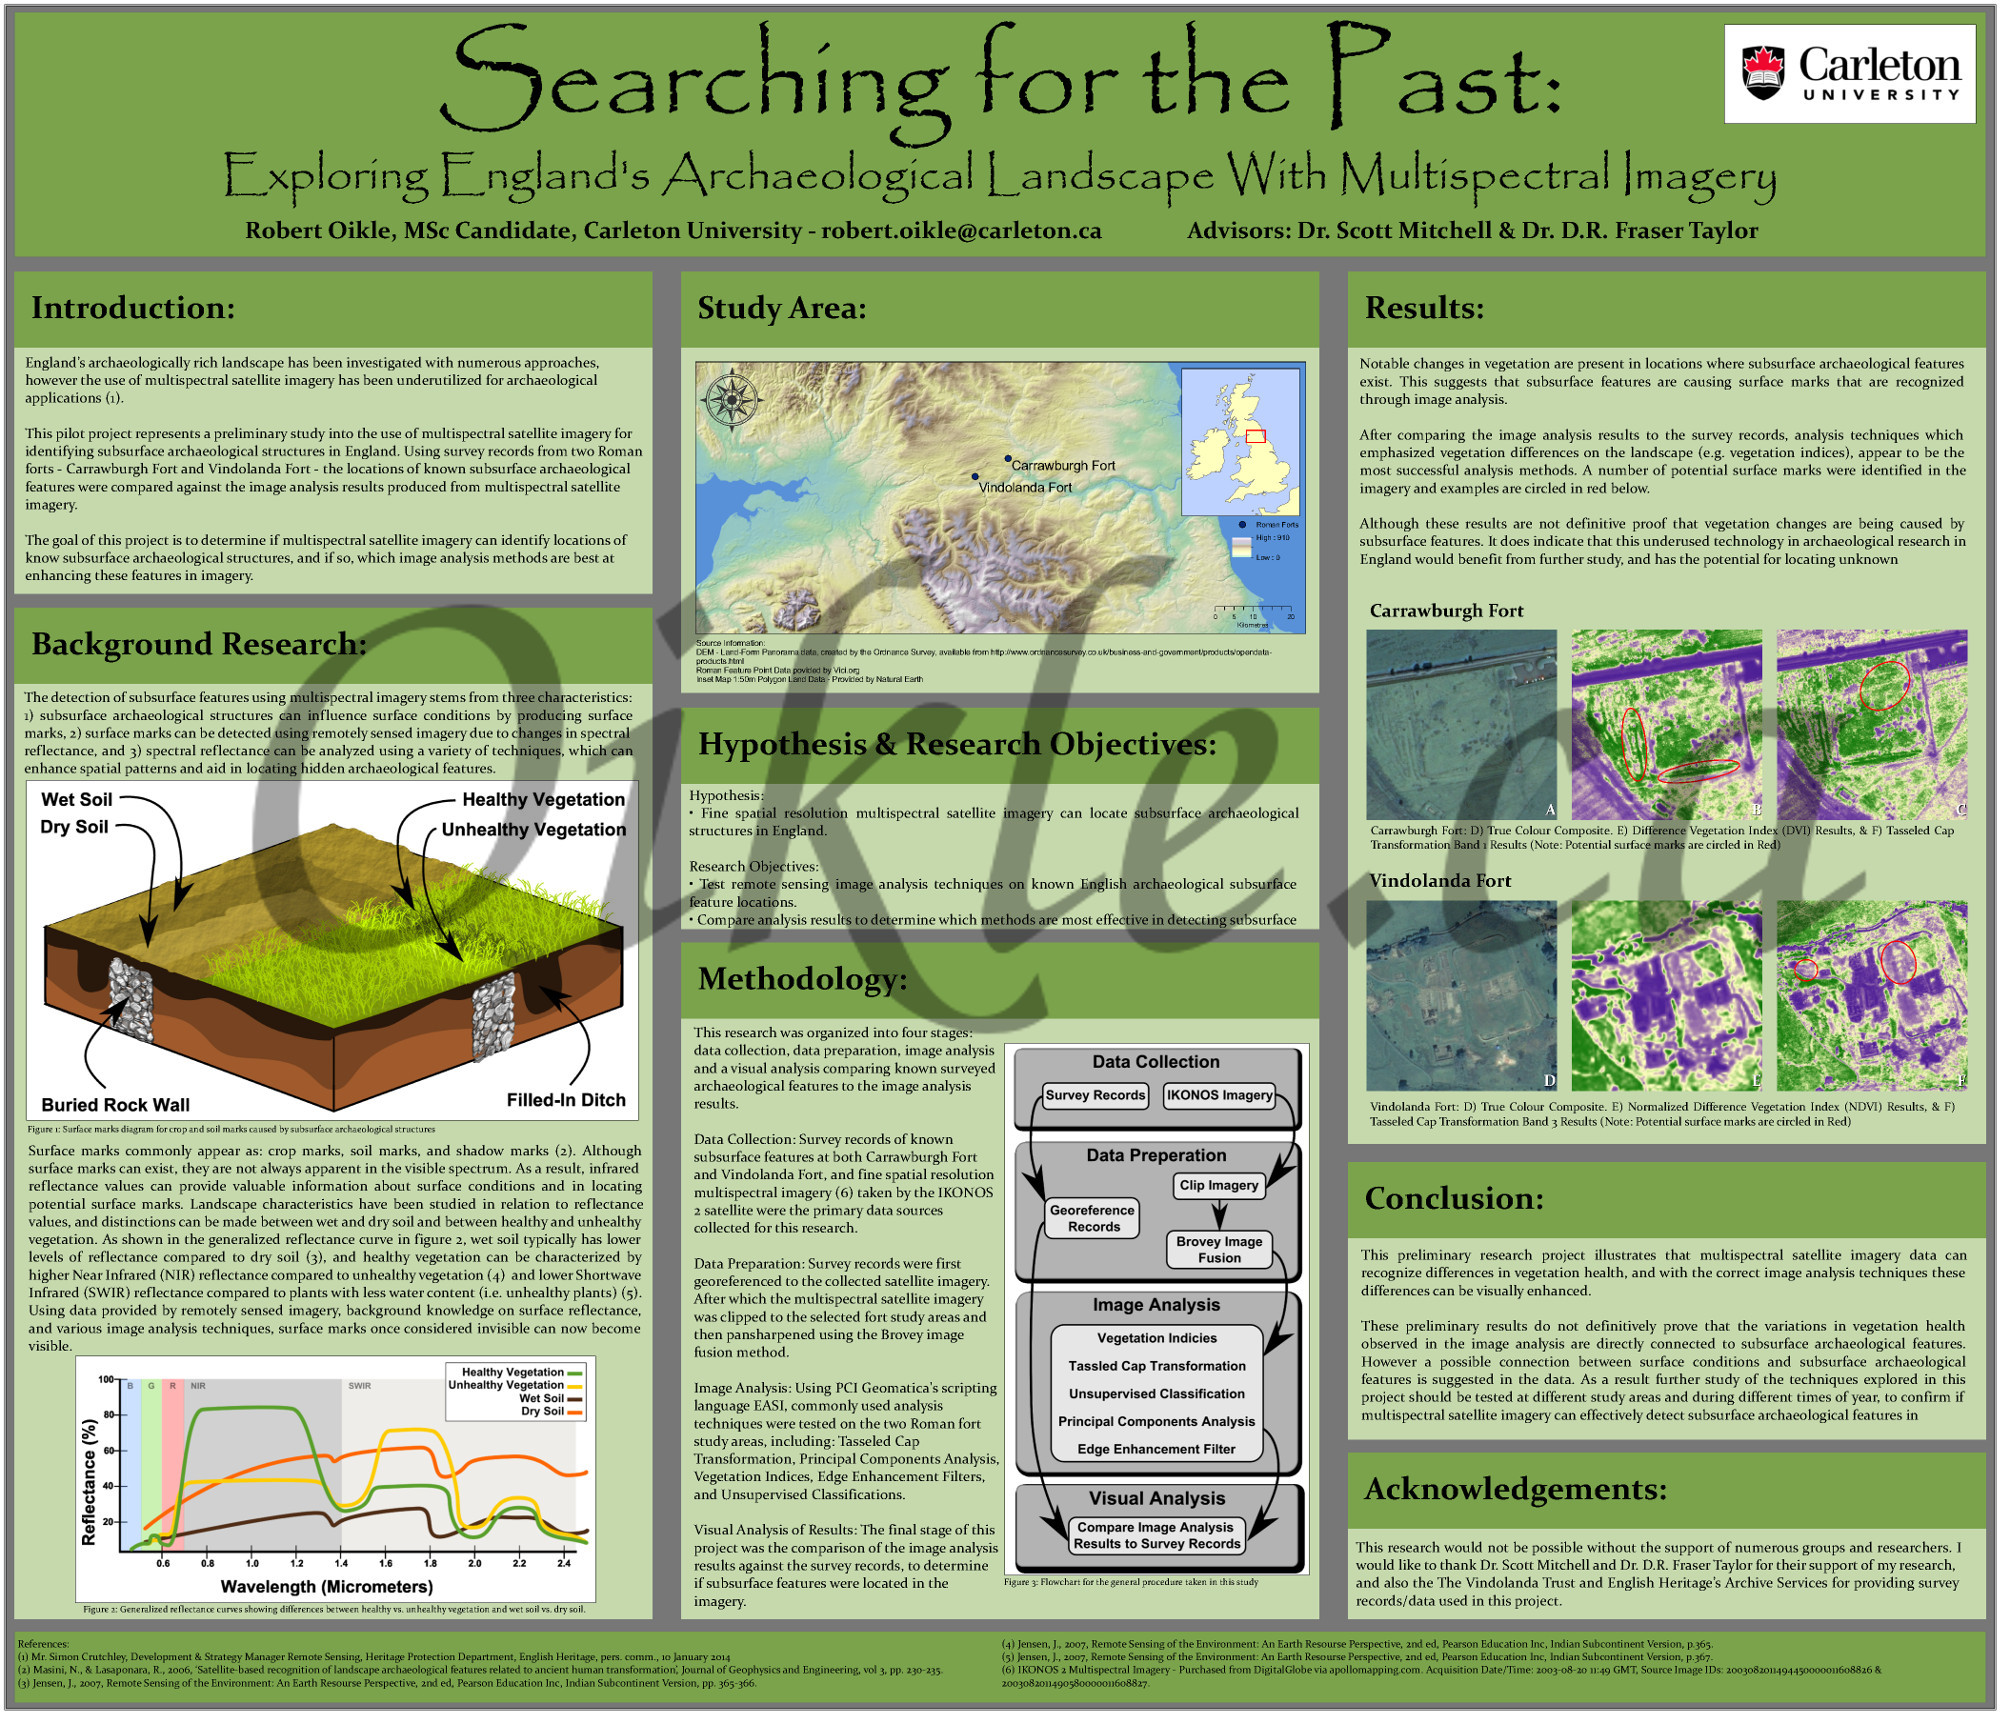 Searching for the Past:
Exploring England's Archaeological Landscape With Multispectral Imagery
Robert Oikle, MSc Candidate, Carleton University - robert.oikle@carleton.ca Advisors: Dr. Scott Mitchell & Dr. D.R. Fraser Taylor
Carleton
UNIVERSITY
Introduction:
England's archaeologically rich landscape has been investigated with numerous approaches,
however the use of multispectral satellite imagery has been underutilized for archaeological
applications (1).
This pilot project represents a preliminary study into the use of multispectral satellite imagery for
identifying subsurface archaeological structures in England. Using survey records from two Roman
forts - Carrawburgh Fort and Vindolanda Fort - the locations of known subsurface archaeological
features were compared against the image analysis results produced from multispectral satellite
imagery.
The goal of this project is to determine if multispectral satellite imagery can identify locations of
know subsurface archaeological structures, and if so, which image analysis methods are best at
enhancing these features in imagery.
Background Research:
The detection of subsurface features using multispectral imagery stems from three characteristics:
1) subsurface archaeological structures can influence surface conditions by producing surface
marks, 2) surface marks can be detected using remotely sensed imagery due to changes in spectral
reflectance, and 3) spectral reflectance can be analyzed using a variety of techniques, which can
enhance spatial patterns and aid in locating hidden archaeological features.
Wet Soil
Dry Soil
Healthy Vegetation
Unhealthy Vegetation
Buried Rock Wall
Filled-In Ditch
Figure 1: Surface marks diagram for crop and soil marks caused by subsurface archaeological structures
Surface marks commonly appear as: crop marks, soil marks, and shadow marks (2). Although
surface marks can exist, they are not always apparent in the visible spectrum. As a result, infrared
reflectance values can provide valuable information about surface conditions and in locating
potential surface marks. Landscape characteristics have been studied in relation to reflectance
values, and distinctions can be made between wet and dry soil and between healthy and unhealthy
vegetation. As shown in the generalized reflectance curve in figure 2, wet soil typically has lower
levels of reflectance compared to dry soil (3), and healthy vegetation can be characterized by
higher Near Infrared (NIR) reflectance compared to unhealthy vegetation (4) and lower Shortwave
Infrared (SWIR) reflectance compared to plants with less water content (i.e. unhealthy plants) (5).
Using data provided by remotely sensed imagery, background knowledge on surface reflectance,
and various image analysis techniques, surface marks once considered invisible can now become
visible.
Healthy Vegetation
Unhealthy Vegetation
Wet Soil
Dry Soil
B G R NIR SWIR
Reflectance (%)
100
80
60
40
20
0.6 0.8 1.0 1.2 1.4 1.6 1.8 2.0 2.2 2.4
Wavelength (Micrometers)
Figure 2: Generalized reflectance curves showing differences between healthy vs. unhealthy vegetation and wet soil vs. dry soil.
Study Area:
Carrawburgh Fort
Vindolanda Fort
Roman Forts
High : 910
Low : 0
0 5 10 20
Kilometres
Source Information:
DEM - Land-Form Panorama data, created by the Ordnance Survey, available from http://www.ordnancesurvey.co.uk/business-and-government/products/opendata-
products.html
Roman Feature Point Data povided by Vici.org
Inset Map 1:50m Polygon Land Data - Provided by Natural Earth
Hypothesis & Research Objectives:
Hypothesis:
• Fine spatial resolution multispectral satellite imagery can locate subsurface archaeological
structures in England.
Research Objectives:
• Test remote sensing image analysis techniques on known English archaeological subsurface
feature locations.
• Compare analysis results to determine which methods are most effective in detecting subsurface
Methodology:
This research was organized into four stages:
data collection, data preparation, image analysis
and a visual analysis comparing known surveyed
archaeological features to the image analysis
results.
Data Collection: Survey records of known
subsurface features at both Carrawburgh Fort
and Vindolanda Fort, and fine spatial resolution
multispectral imagery (6) taken by the IKONOS
2 satellite were the primary data sources
collected for this research.
Data Preparation: Survey records were first
georeferenced to the collected satellite imagery.
After which the multispectral satellite imagery
was clipped to the selected fort study areas and
then pansharpened using the Brovey image
fusion method.
Image Analysis: Using PCI Geomatica's scripting
language EASI, commonly used analysis
techniques were tested on the two Roman fort
study areas, including: Tasseled Cap
Transformation, Principal Components Analysis,
Vegetation Indices, Edge Enhancement Filters,
and Unsupervised Classifications.
Visual Analysis of Results: The final stage of this
project was the comparison of the image analysis
results against the survey records, to determine
if subsurface features were located in the
imagery.
Data Collection
Survey Records
IKONOS Imagery
Data Preperation
Clip Imagery
Georeference
Records
Brovey Image
Fusion
Image Analysis
Vegetation Indicies
Tassled Cap Transformation
Unsupervised Classification
Principal Components Analysis
Edge Enhancement Filter
Visual Analysis
Compare Image Analysis
Results to Survey Records
Figure 3: Flowchart for the general procedure taken in this study
Results:
Notable changes in vegetation are present in locations where subsurface archaeological features
exist. This suggests that subsurface features are causing surface marks that are recognized
through image analysis.
After comparing the image analysis results to the survey records, analysis techniques which
emphasized vegetation differences on the landscape (e.g. vegetation indices), appear to be the
most successful analysis methods. A number of potential surface marks were identified in the
imagery and examples are circled in red below.
Although these results are not definitive proof that vegetation changes are being caused by
subsurface features. It does indicate that this underused technology in archaeological research in
England would benefit from further study, and has the potential for locating unknown
Carrawburgh Fort
A
B
C
Carrawburgh Fort: D) True Colour Composite. E) Difference Vegetation Index (DVI) Results, & F) Tasseled Cap
Transformation Band 1 Results (Note: Potential surface marks are circled in Red)
Vindolanda Fort
D
E
F
Vindolanda Fort: D) True Colour Composite. E) Normalized Difference Vegetation Index (NDVI) Results, & F)
Tasseled Cap Transformation Band 3 Results (Note: Potential surface marks are circled in Red)
Conclusion:
This preliminary research project illustrates that multispectral satellite imagery data can
recognize differences in vegetation health, and with the correct image analysis techniques these
differences can be visually enhanced.
These preliminary results do not definitively prove that the variations in vegetation health
observed in the image analysis are directly connected to subsurface archaeological features.
However a possible connection between surface conditions and subsurface archaeological
features is suggested in the data. As a result further study of the techniques explored in this
project should be tested at different study areas and during different times of year, to confirm if
multispectral satellite imagery can effectively detect subsurface archaeological features in
Acknowledgements:
This research would not be possible without the support of numerous groups and researchers. I
would like to thank Dr. Scott Mitchell and Dr. D.R. Fraser Taylor for their support of my research,
and also the The Vindolanda Trust and English Heritage's Archive Services for providing survey
records/data used in this project.
References:
(1) Mr. Simon Crutchley, Development & Strategy Manager Remote Sensing, Heritage Protection Department, English Heritage, pers. comm., 10 January 2014
(2) Masini, N., & Lasaponara, R., 2006, 'Satellite-based recognition of landscape archaeological features related to ancient human transformation', Journal of Geophysics and Engineering, vol 3, pp. 230-235.
(3) Jensen, J., 2007, Remote Sensing of the Environment: An Earth Resourse Perspective, 2nd ed, Pearson Education Inc, Indian Subcontinent Version, pp. 365-366.
(4) Jensen, J., 2007, Remote Sensing of the Environment: An Earth Resourse Perspective, 2nd ed, Pearson Education Inc, Indian Subcontinent Version, p.365.
(5) Jensen, J., 2007, Remote Sensing of the Environment: An Earth Resourse Perspective, 2nd ed, Pearson Education Inc, Indian Subcontinent Version, p.367.
(6) IKONOS 2 Multispectral Imagery - Purchased from DigitalGlobe via apollomapping.com. Acquisition Date/Time: 2003-08-20 11:49 GMT, Source Image IDs: 2003082011494450000011608826 &
2003082011490580000011608827.
Oikle.ca